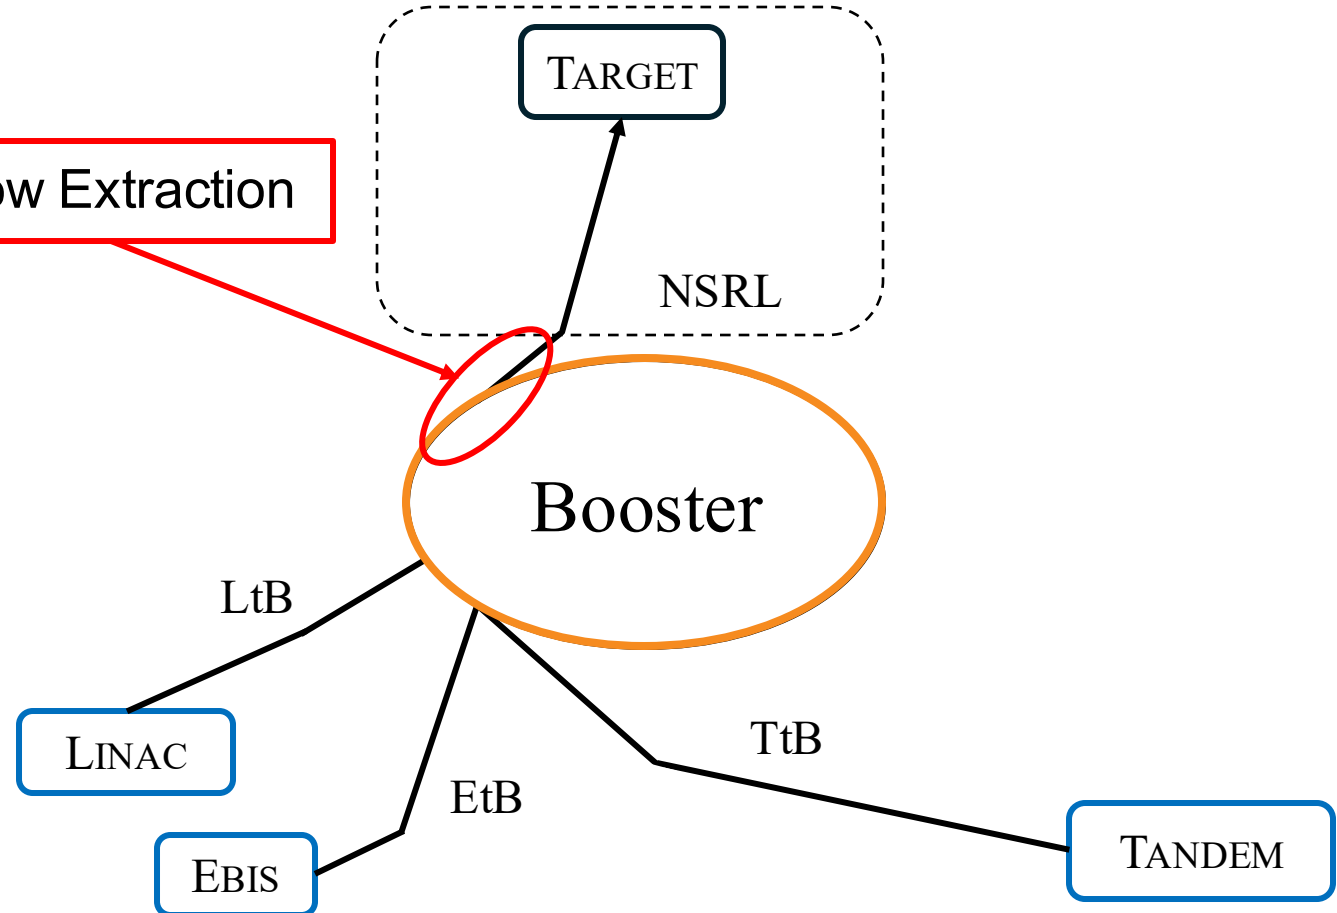 TARGET
ow Extraction
NSRL
Booster
LtB
TtB
LINAC
EtB
EBIS
TANDEM